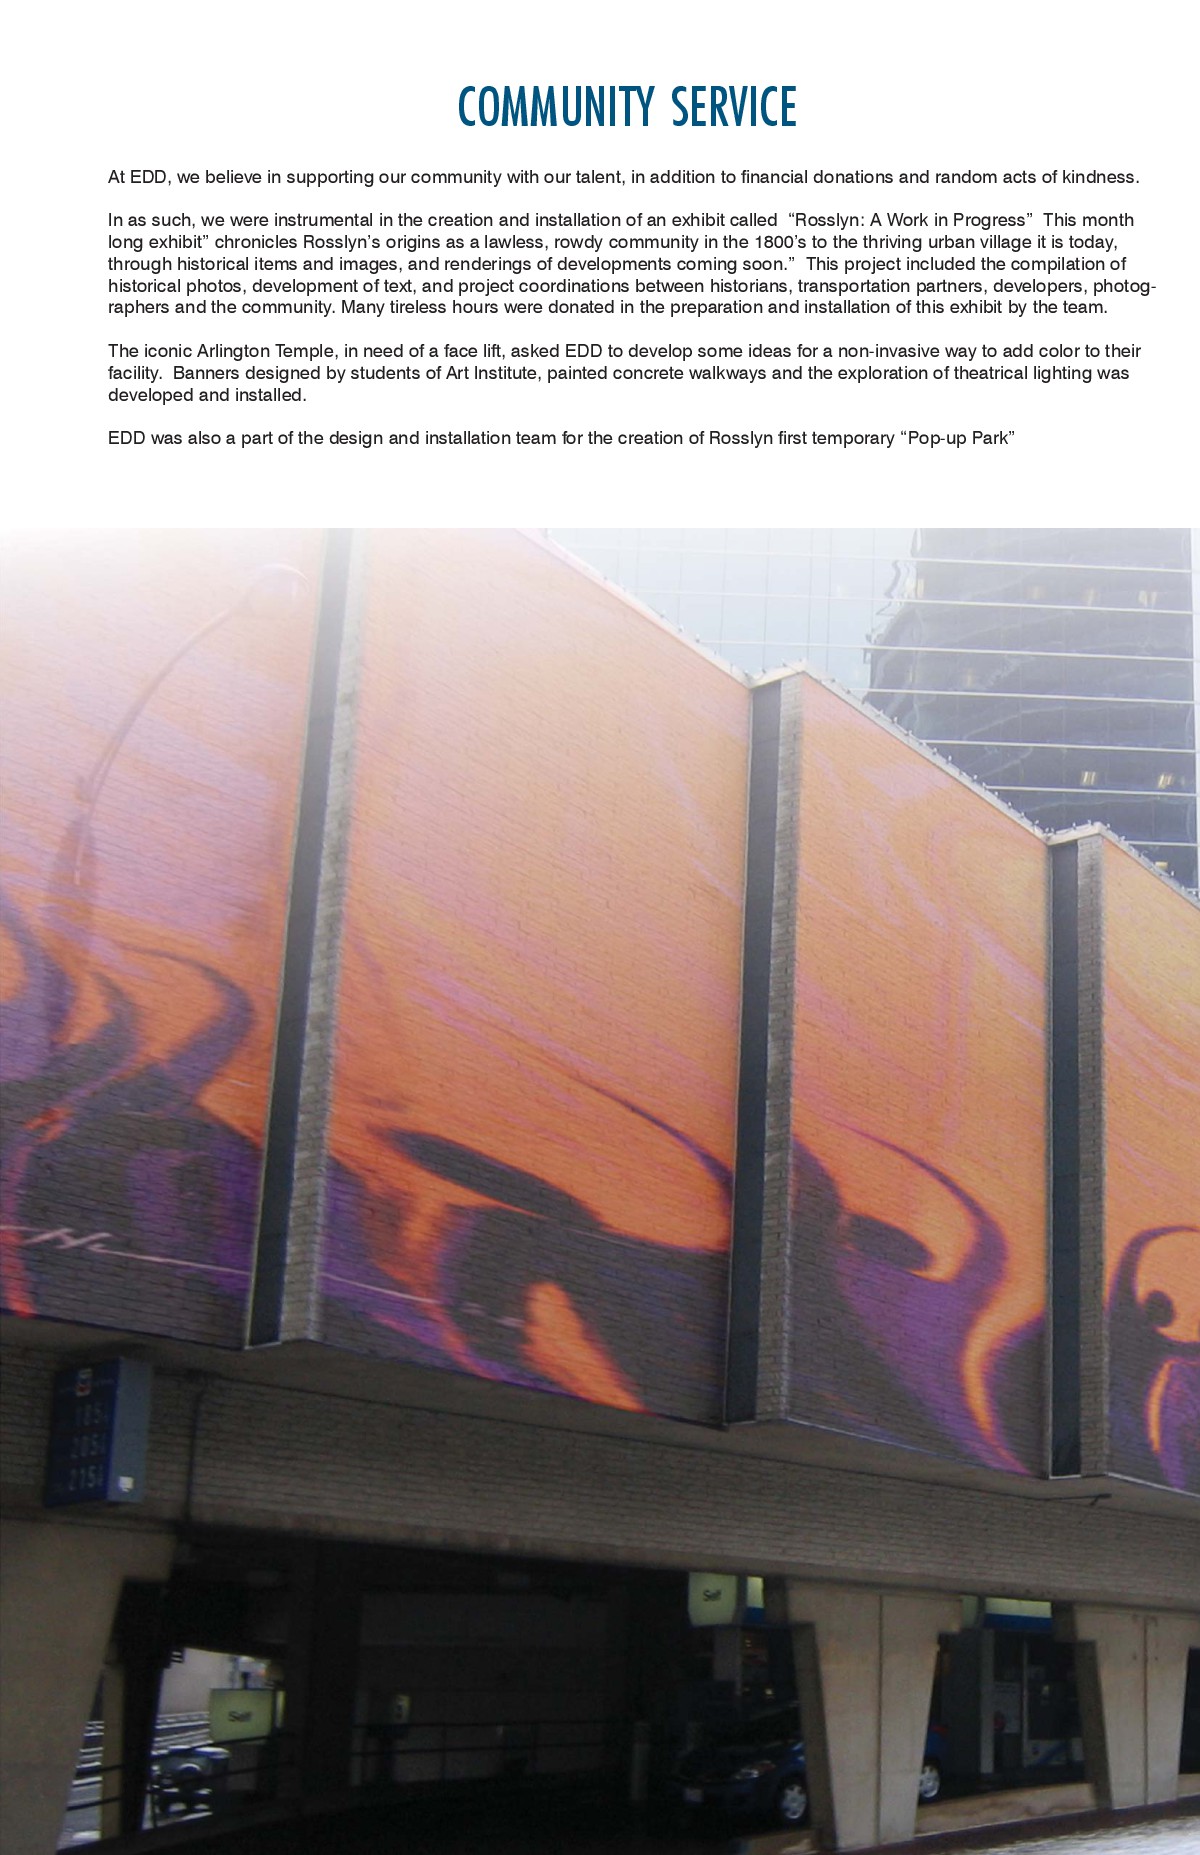 COMMUNITY SERVICE
At EDD, we believe in supporting our community with our talent, in addition to financial donations and random acts of kindness.
In as such, we were instrumental in the creation and installation of an exhibit called  “Rosslyn: A Work in Progress”  This month
long exhibit” chronicles Rosslyn’s origins as a lawless, rowdy community in the 1800’s to the thriving urban village it is today,
through historical items and images, and renderings of developments coming soon.”  This project included the compilation of
historical photos, development of text, and project coordinations between historians, transportation partners, developers, photog-
raphers and the community. Many tireless hours were donated in the preparation and installation of this exhibit by the team.
The iconic Arlington Temple, in need of a face lift, asked EDD to develop some ideas for a non-invasive way to add color to their
facility.  Banners designed by students of Art Institute, painted concrete walkways and the exploration of theatrical lighting was
developed and installed.
EDD was also a part of the design and installation team for the creation of Rosslyn first temporary “Pop-up Park”
185
205
215
Self
Self